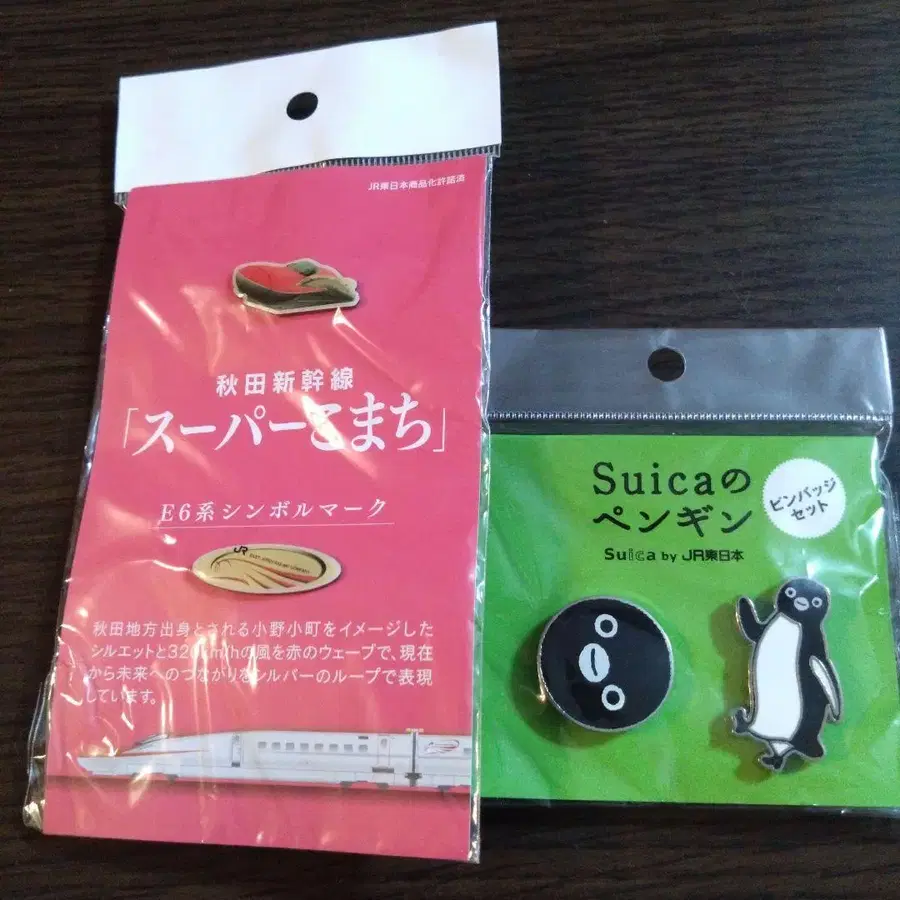 JR東日本商品化許諾済
秋田新幹線
「スーパーこまち」
E6系シンボルマーク
JR
秋田地方出身とされる小野小町をイメージした
シルエットと320km/hの風を赤のウェーブで、現在
から未来へのつながりをシルバーのループで表現
しています。
Suicaの
ペンギン
ピンバッジ
セット
Suica by JR東日本